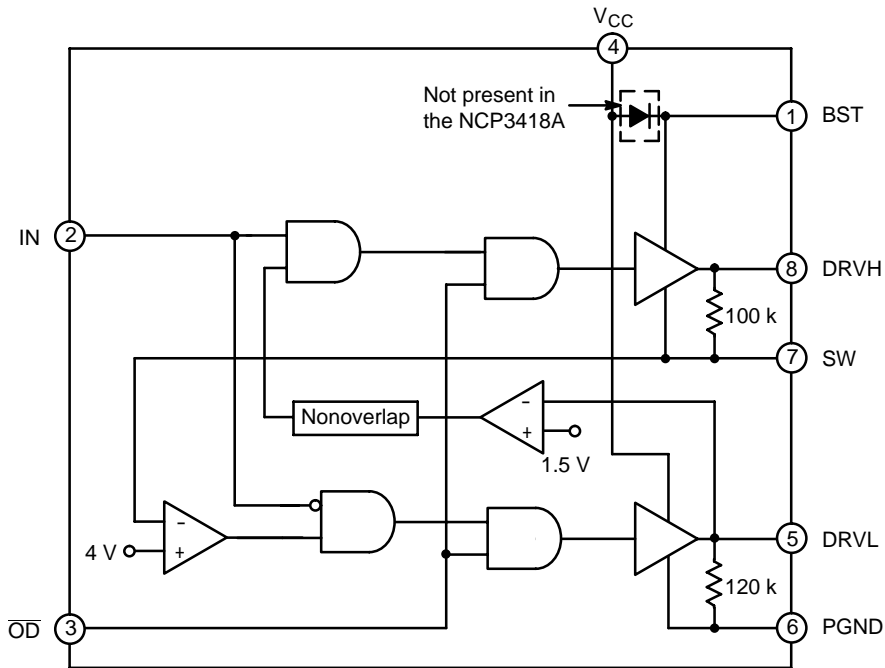 VCC
4
Not present in
the NCP3418A
1
BST
IN
2
8
DRVH
100 k
7
SW
Nonoverlap
-
+
1.5 V
-
+
4 V
5
DRVL
120 k
OD
3
6
PGND